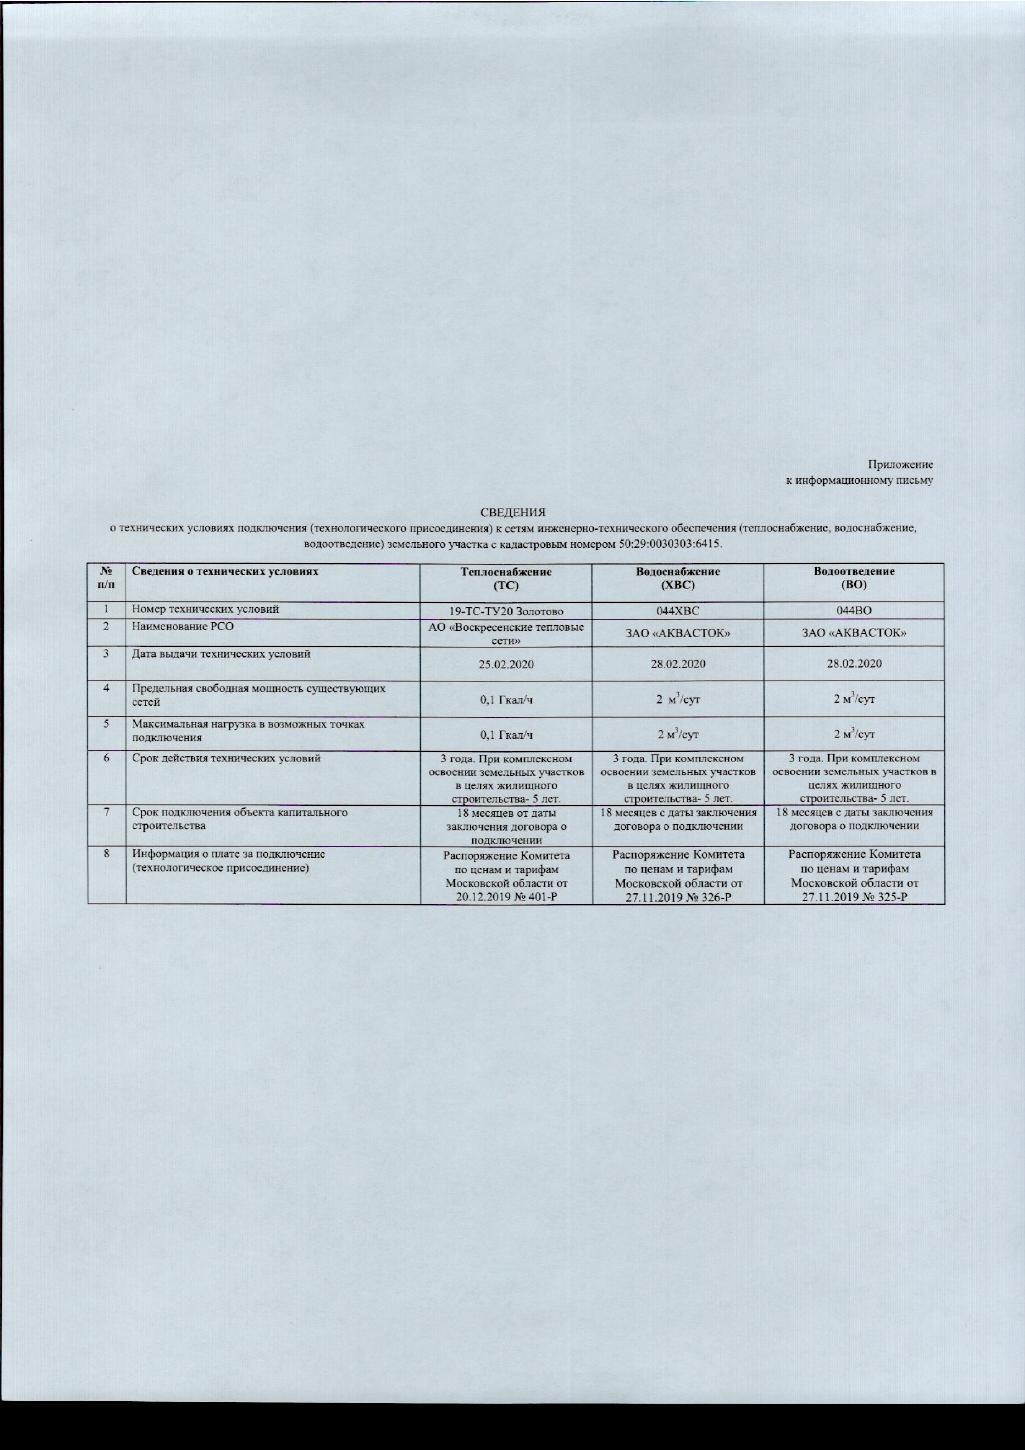 Приложение
к информационному письму
СВЕДЕНИЯ
о технических условиях подключения (технологического присоединения) к сетям инженерно-технического обеспечения (теплоснабжение, водоснабжение,
водоотведение) земельного участка с кадастровым номером 50:29:0030303:6415.
№ п/п Сведения о технических условиях Теплоснабжение (ТС) Водоснабжение (ХВС) Водоотведение (ВО)
1 Номер технических условий 19-ТС-ТУ20 Золотово 044ХВС 044ВО
2 Наименование РСО АО «Воскресенские тепловые сети» ЗАО «АКВАСТОК» ЗАО «АКВАСТОК»
3 Дата выдачи технических условий 25.02.2020 28.02.2020 28.02.2020
4 Предельная свободная мощность существующих сетей 0,1 Гкал/ч 2 м³/сут 2 м³/сут
5 Максимальная нагрузка в возможных точках подключения 0,1 Гкал/ч 2 м³/сут 2 м³/сут
6 Срок действия технических условий 3 года. При комплексном освоении земельных участков в целях жилищного строительства- 5 лет. 3 года. При комплексном освоении земельных участков в целях жилищного строительства- 5 лет. 3 года. При комплексном освоении земельных участков в целях жилищного строительства- 5 лет.
7 Срок подключения объекта капитального строительства 18 месяцев от даты заключения договора о подключении 18 месяцев с даты заключения договора о подключении 18 месяцев с даты заключения договора о подключении
8 Информация о плате за подключение (технологическое присоединение) Распоряжение Комитета по ценам и тарифам Московской области от 20.12.2019 № 401-Р Распоряжение Комитета по ценам и тарифам Московской области от 27.11.2019 № 326-Р Распоряжение Комитета по ценам и тарифам Московской области от 27.11.2019 № 325-Р